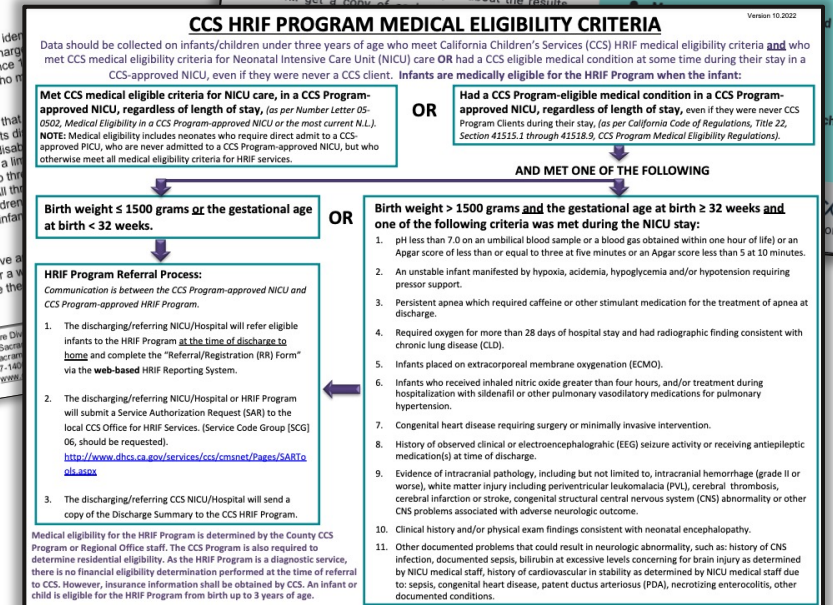 get a copy of
about the results
CCS HRIF PROGRAM MEDICAL ELIGIBILITY CRITERIA
Version 10.2022
Data should be collected on infants/children under three years of age who meet California Children's Services (CCS) HRIF medical eligibility criteria and who
met CCS medical eligibility criteria for Neonatal Intensive Care Unit (NICU) care OR had a CCS eligible medical condition at some time during their stay in a
CCS-approved NICU, even if they were never a CCS client. Infants are medically eligible for the HRIF Program when the infant:
Met CCS medical eligible criteria for NICU care, in a CCS Program-
approved NICU, regardless of length of stay, (as per Number Letter 05-
0502, Medical Eligibility in a CCS Program-approved NICU or the most current N.L.).
NOTE: Medical eligibility includes neonates who require direct admit to a CCS-
approved PICU, who are never admitted to a CCS Program-approved NICU, but who
otherwise meet all medical eligibility criteria for HRIF services.
OR
Had a CCS Program-eligible medical condition in a CCS Program-
approved NICU, regardless of length of stay, even if they were never CCS
Program Clients during their stay, (as per California Code of Regulations, Title 22,
Section 41515.1 through 41518.9, CCS Program Medical Eligibility Regulations).
AND MET ONE OF THE FOLLOWING
Birth weight ≤ 1500 grams or the gestational age
at birth < 32 weeks.
OR
Birth weight > 1500 grams and the gestational age at birth ≥ 32 weeks and
one of the following criteria was met during the NICU stay:
1. pH less than 7.0 on an umbilical blood sample or a blood gas obtained within one hour of life) or an
Apgar score of less than or equal to three at five minutes or an Apgar score less than 5 at 10 minutes.
2. An unstable infant manifested by hypoxia, acidemia, hypoglycemia and/or hypotension requiring
pressor support.
3. Persistent apnea which required caffeine or other stimulant medication for the treatment of apnea at
discharge.
4. Required oxygen for more than 28 days of hospital stay and had radiographic finding consistent with
chronic lung disease (CLD).
5. Infants placed on extracorporeal membrane oxygenation (ECMO).
6. Infants who received inhaled nitric oxide greater than four hours, and/or treatment during
hospitalization with sildenafil or other pulmonary vasodilatory medications for pulmonary
hypertension.
7. Congenital heart disease requiring surgery or minimally invasive intervention.
8. History of observed clinical or electroencephalograhic (EEG) seizure activity or receiving antiepileptic
medication(s) at time of discharge.
9. Evidence of intracranial pathology, including but not limited to, intracranial hemorrhage (grade II or
worse), white matter injury including periventricular leukomalacia (PVL), cerebral thrombosis,
cerebral infarction or stroke, congenital structural central nervous system (CNS) abnormality or other
CNS problems associated with adverse neurologic outcome.
10. Clinical history and/or physical exam findings consistent with neonatal encephalopathy.
11. Other documented problems that could result in neurologic abnormality, such as: history of CNS
infection, documented sepsis, bilirubin at excessive levels concerning for brain injury as determined
by NICU medical staff, history of cardiovascular in stability as determined by NICU medical staff due
to: sepsis, congenital heart disease, patent ductus arteriosus (PDA), necrotizing enterocolitis, other
documented conditions.
HRIF Program Referral Process:
Communication is between the CCS Program-approved NICU and
CCS Program-approved HRIF Program.
1. The discharging/referring NICU/Hospital will refer eligible
infants to the HRIF Program at the time of discharge to
home and complete the "Referral/Registration (RR) Form"
via the web-based HRIF Reporting System.
2. The discharging/referring NICU/Hospital or HRIF Program
will submit a Service Authorization Request (SAR) to the
local CCS Office for HRIF Services. (Service Code Group [SCG]
06, should be requested).
http://www.dhcs.ca.gov/services/ccs/cmsnet/Pages/SARTo
ols.aspx
3. The discharging/referring CCS NICU/Hospital will send a
copy of the Discharge Summary to the CCS HRIF Program.
Medical eligibility for the HRIF Program is determined by the County CCS
Program or Regional Office staff. The CCS Program is also required to
determine residential eligibility. As the HRIF Program is a diagnostic service,
there is no financial eligibility determination performed at the time of referral
to CCS. However, insurance information shall be obtained by CCS. An infant or
child is eligible for the HRIF Program from birth up to 3 years of age.